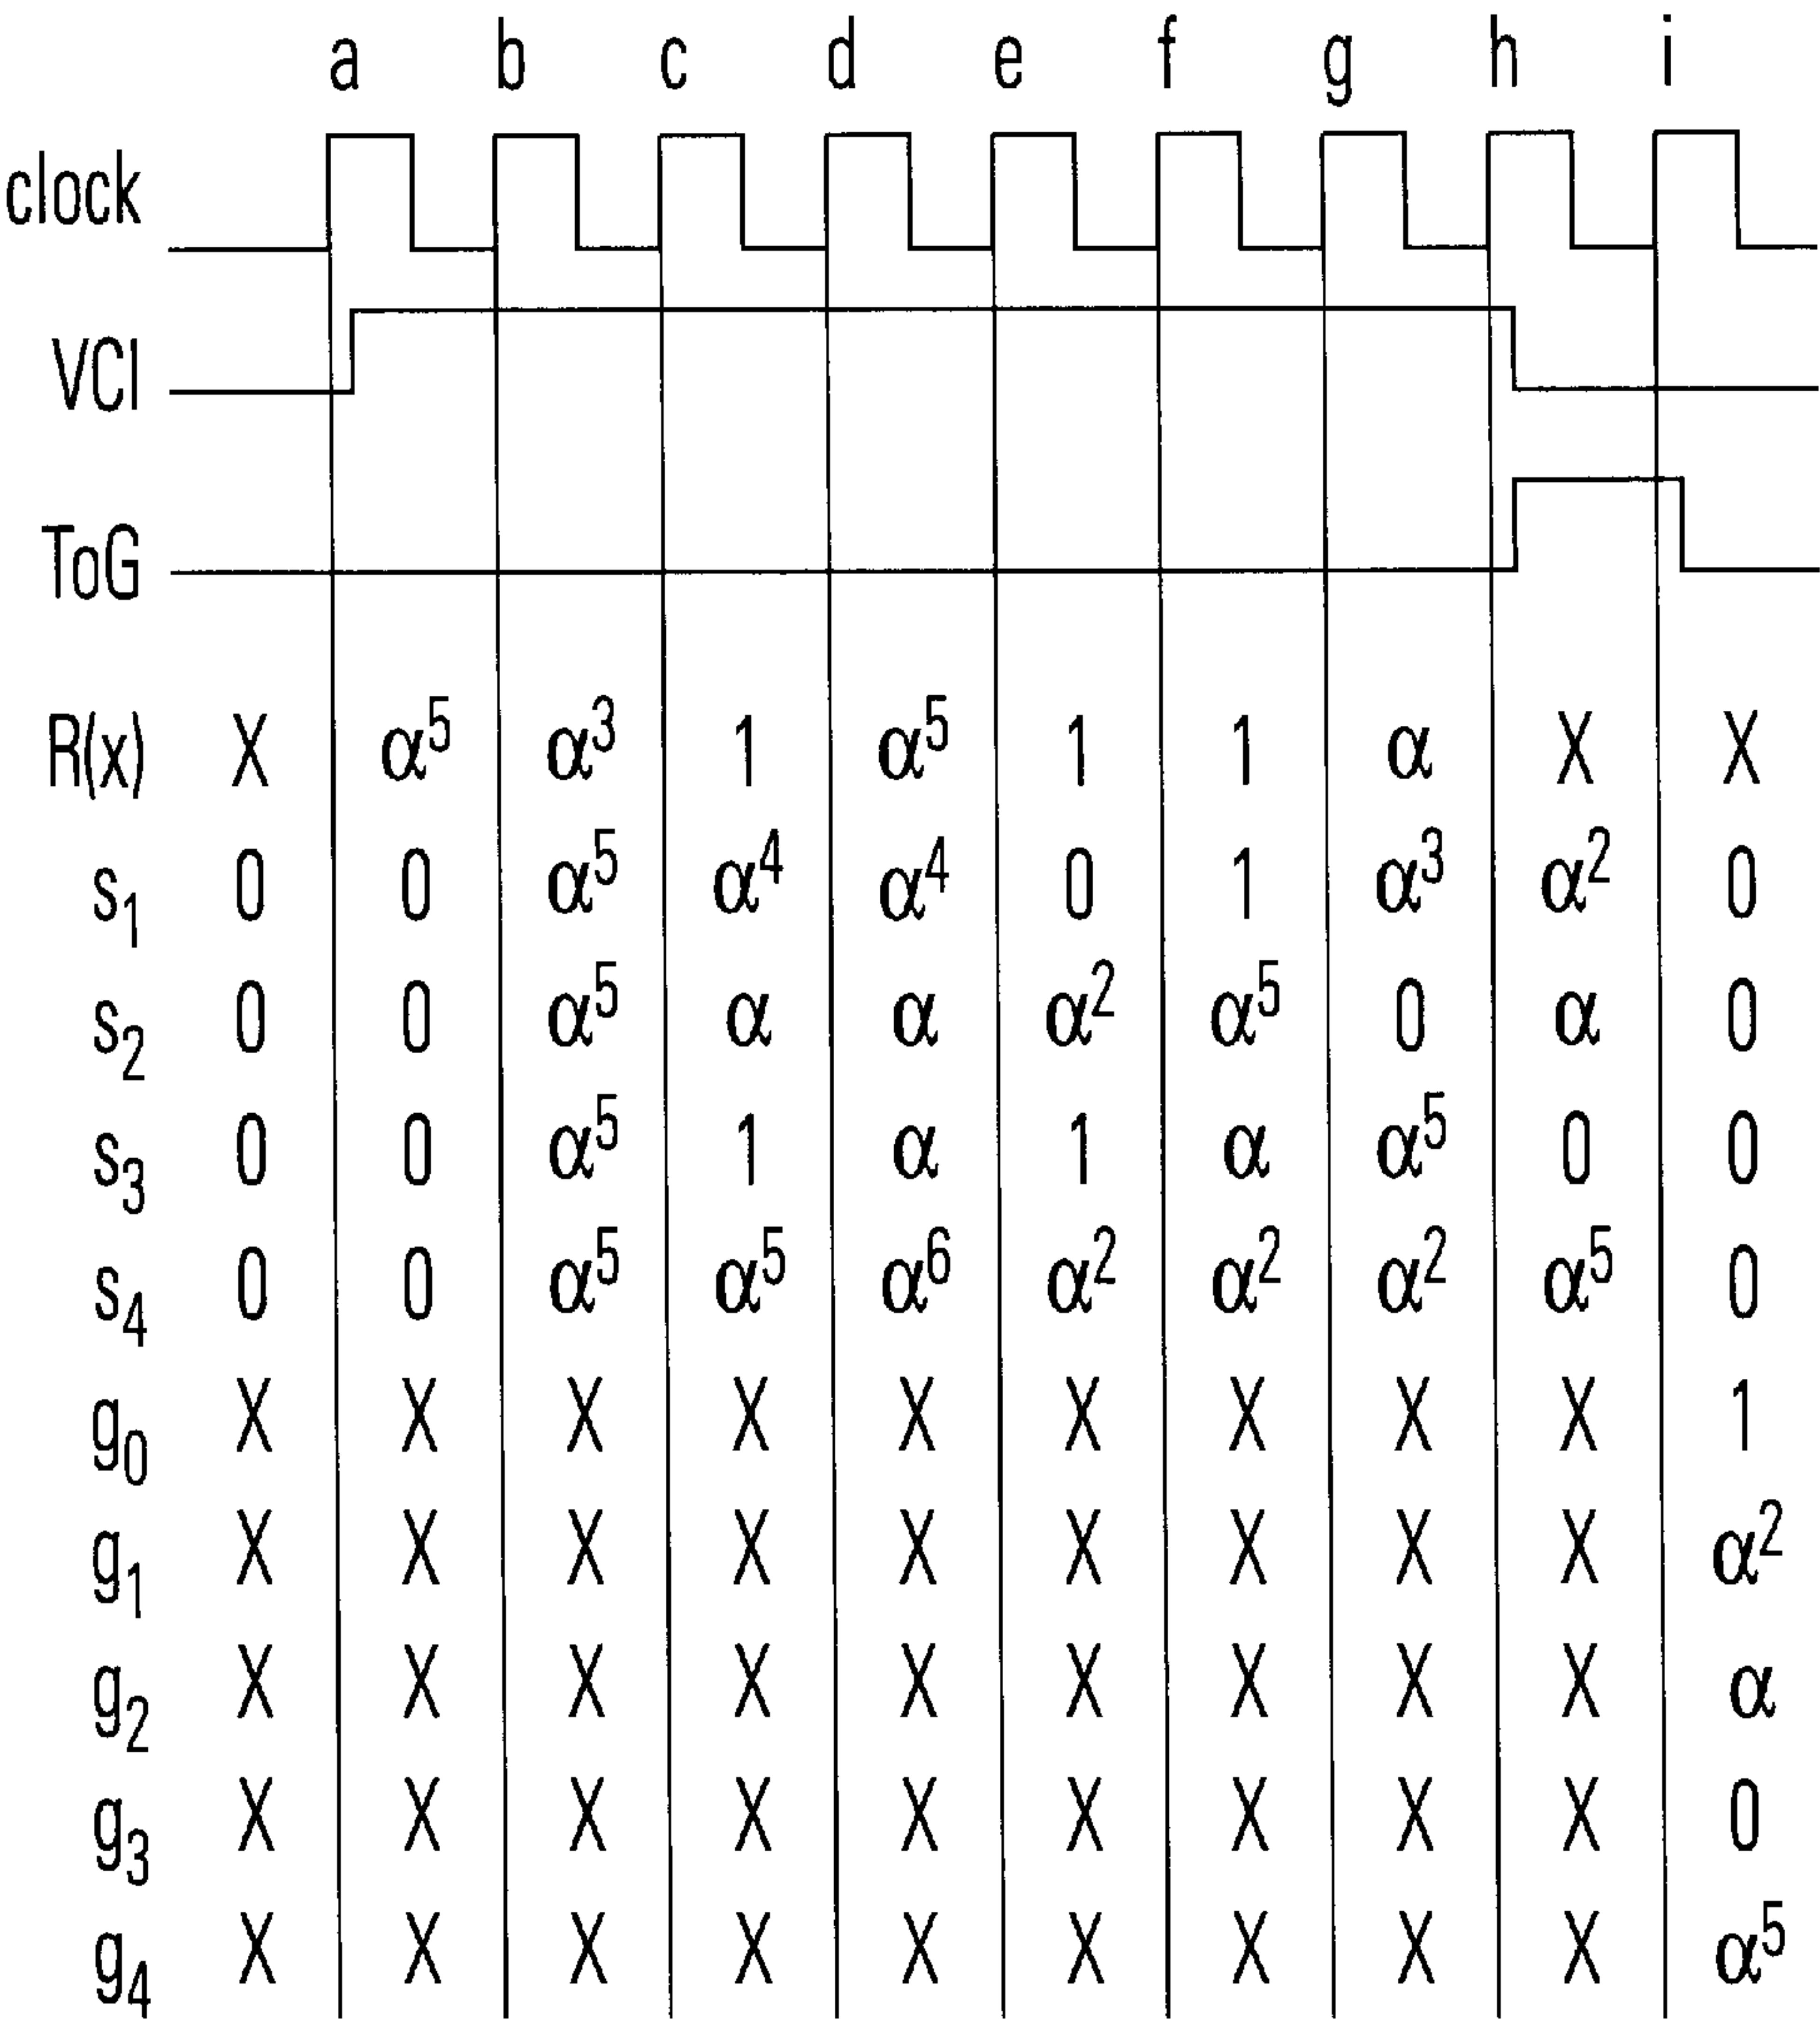 a b c d e f g h i
clock
VCI
ToG
R(x) X α⁵ α³ 1 α⁵ 1 1 α X X
s₁ 0 0 α⁵ α⁴ α⁴ 0 1 α³ α² 0
s₂ 0 0 α⁵ α α α² α⁵ 0 α 0
s₃ 0 0 α⁵ 1 α 1 α α⁵ 0 0
s₄ 0 0 α⁵ α⁵ α⁶ α² α² α² α⁵ 0
g₀ X X X X X X X X X 1
g₁ X X X X X X X X X α²
g₂ X X X X X X X X X α
g₃ X X X X X X X X X 0
g₄ X X X X X X X X X α⁵